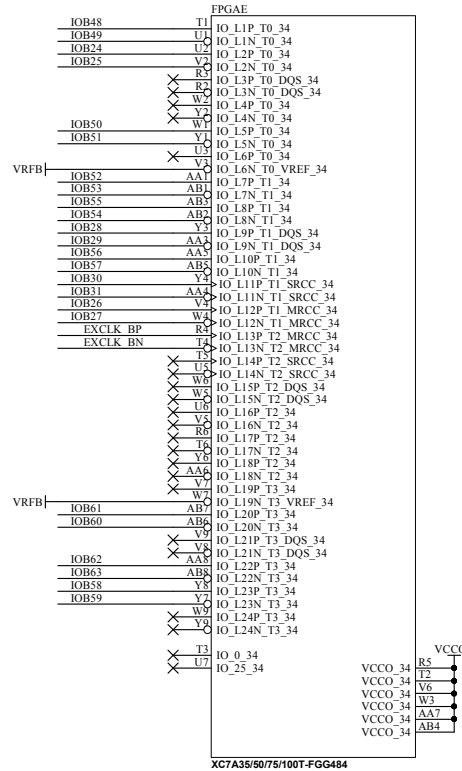 FPGAE
IOB48 T1 IO_L1P_T0_34
IOB49 U1 IO_L1N_T0_34
IOB24 U2 IO_L2P_T0_34
IOB25 V2 IO_L2N_T0_34
R3 IO_L3P_T0_DQS_34
R2 IO_L3N_T0_DQS_34
W2 IO_L4P_T0_34
Y2 IO_L4N_T0_34
IOB50 W1 IO_L5P_T0_34
IOB51 Y1 IO_L5N_T0_34
U3 IO_L6P_T0_34
VRFB V3 IO_L6N_T0_VREF_34
IOB52 AA1 IO_L7P_T1_34
IOB53 AB1 IO_L7N_T1_34
IOB55 AB3 IO_L8P_T1_34
IOB54 AB2 IO_L8N_T1_34
IOB28 Y3 IO_L9P_T1_DQS_34
IOB29 AA3 IO_L9N_T1_DQS_34
IOB56 AA5 IO_L10P_T1_34
IOB57 AB5 IO_L10N_T1_34
IOB30 Y4 IO_L11P_T1_SRCC_34
IOB31 AA4 IO_L11N_T1_SRCC_34
IOB26 V4 IO_L12P_T1_MRCC_34
IOB27 W4 IO_L12N_T1_MRCC_34
EXCLK_BP R4 IO_L13P_T2_MRCC_34
EXCLK_BN T4 IO_L13N_T2_MRCC_34
T5 IO_L14P_T2_SRCC_34
U5 IO_L14N_T2_SRCC_34
W6 IO_L15P_T2_DQS_34
W5 IO_L15N_T2_DQS_34
U6 IO_L16P_T2_34
V5 IO_L16N_T2_34
R6 IO_L17P_T2_34
T6 IO_L17N_T2_34
Y6 IO_L18P_T2_34
AA6 IO_L18N_T2_34
V7 IO_L19P_T3_34
VRFB W7 IO_L19N_T3_VREF_34
IOB61 AB7 IO_L20P_T3_34
IOB60 AB6 IO_L20N_T3_34
V9 IO_L21P_T3_DQS_34
V8 IO_L21N_T3_DQS_34
IOB62 AA8 IO_L22P_T3_34
IOB63 AB8 IO_L22N_T3_34
IOB58 Y8 IO_L23P_T3_34
IOB59 Y7 IO_L23N_T3_34
W9 IO_L24P_T3_34
Y9 IO_L24N_T3_34
T3 IO_0_34
U7 IO_25_34
VCCO
VCCO_34 R5
VCCO_34 T2
VCCO_34 V6
VCCO_34 W3
VCCO_34 AA7
VCCO_34 AB4
XC7A35/50/75/100T-FGG484